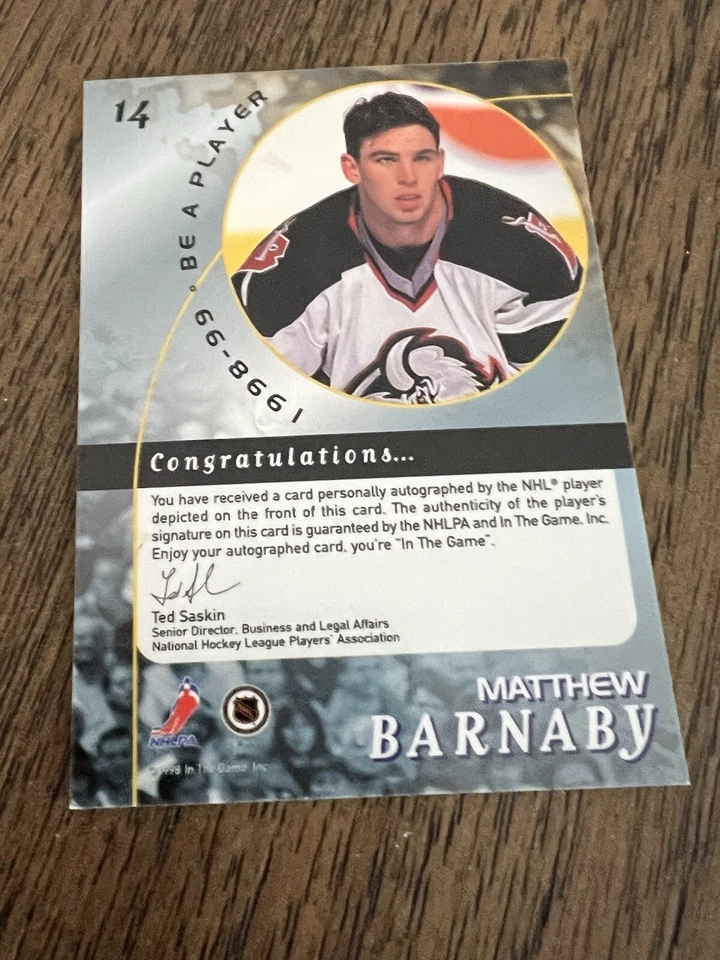 14
1998-99 ° BE A PLAYER
Congratulations...
You have received a card personally autographed by the NHL® player
depicted on the front of this card. The authenticity of the player's
signature on this card is guaranteed by the NHLPA and In The Game, Inc.
Enjoy your autographed card, you're "In The Game".
Ted Saskin
Senior Director, Business and Legal Affairs
National Hockey League Players' Association
MATTHEW
BARNABY
NHLPA
©1998 In The Game, Inc.